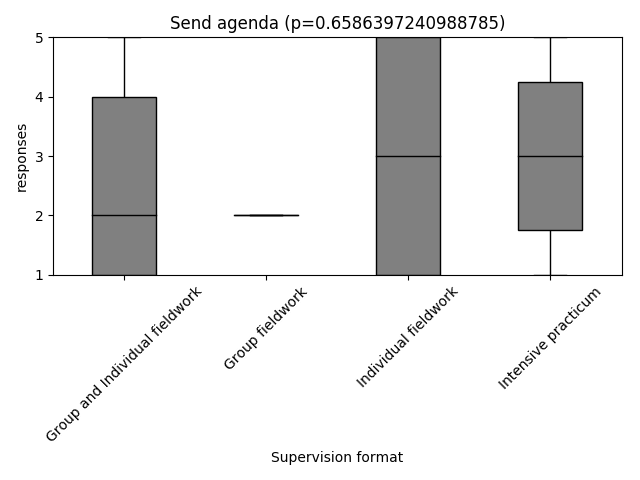 Send agenda (p=0.6586397240988785)
5
4
3
2
1
responses
Group and Individual fieldwork
Group fieldwork
Individual fieldwork
Intensive practicum
Supervision format